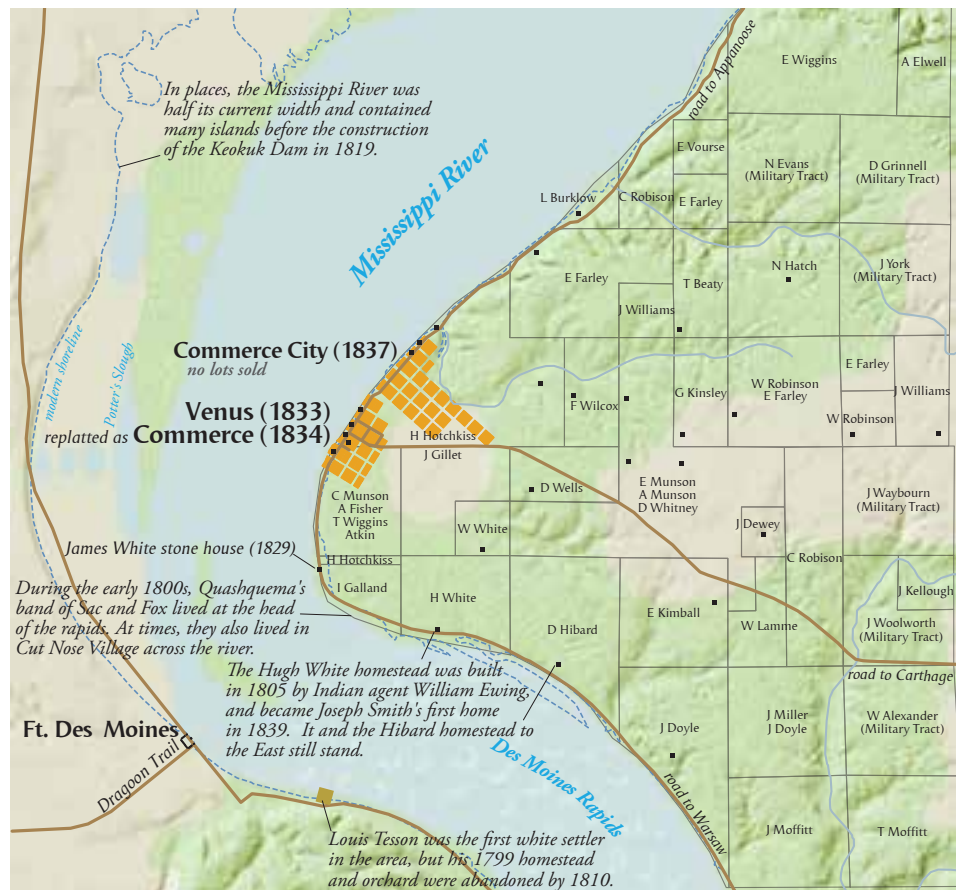 E Wiggins
A Elwell
road to Appanoose
In places, the Mississippi River was
half its current width and contained
many islands before the construction
of the Keokuk Dam in 1819.
Mississippi River
E Vourse
N Evans
(Military Tract)
D Grinnell
(Military Tract)
L Burklow
C Robison
E Farley
E Farley
T Beaty
N Hatch
J York
(Military Tract)
J Williams
modern shoreline
Potter's Slough
Commerce City (1837)
no lots sold
Venus (1833)
replatted as Commerce (1834)
H Hotchkiss
J Gillet
F Wilcox
G Kinsley
W Robinson
E Farley
E Farley
J Williams
W Robinson
C Munson
A Fisher
T Wiggins
Atkin
D Wells
E Munson
A Munson
D Whitney
J Waybourn
(Military Tract)
W White
J Dewey
James White stone house (1829)
H Hotchkiss
C Robison
I Galland
H White
J Kellough
During the early 1800s, Quashquema's
band of Sac and Fox lived at the head
of the rapids. At times, they also lived in
Cut Nose Village across the river.
D Hibard
E Kimball
W Lamme
J Woolworth
(Military Tract)
The Hugh White homestead was built
in 1805 by Indian agent William Ewing,
and became Joseph Smith's first home
in 1839. It and the Hibard homestead to
the East still stand.
road to Carthage
Ft. Des Moines
Dragoon Trail
Des Moines Rapids
J Doyle
J Miller
J Doyle
W Alexander
(Military Tract)
road to Warsaw
Louis Tesson was the first white settler
in the area, but his 1799 homestead
and orchard were abandoned by 1810.
J Moffitt
T Moffitt